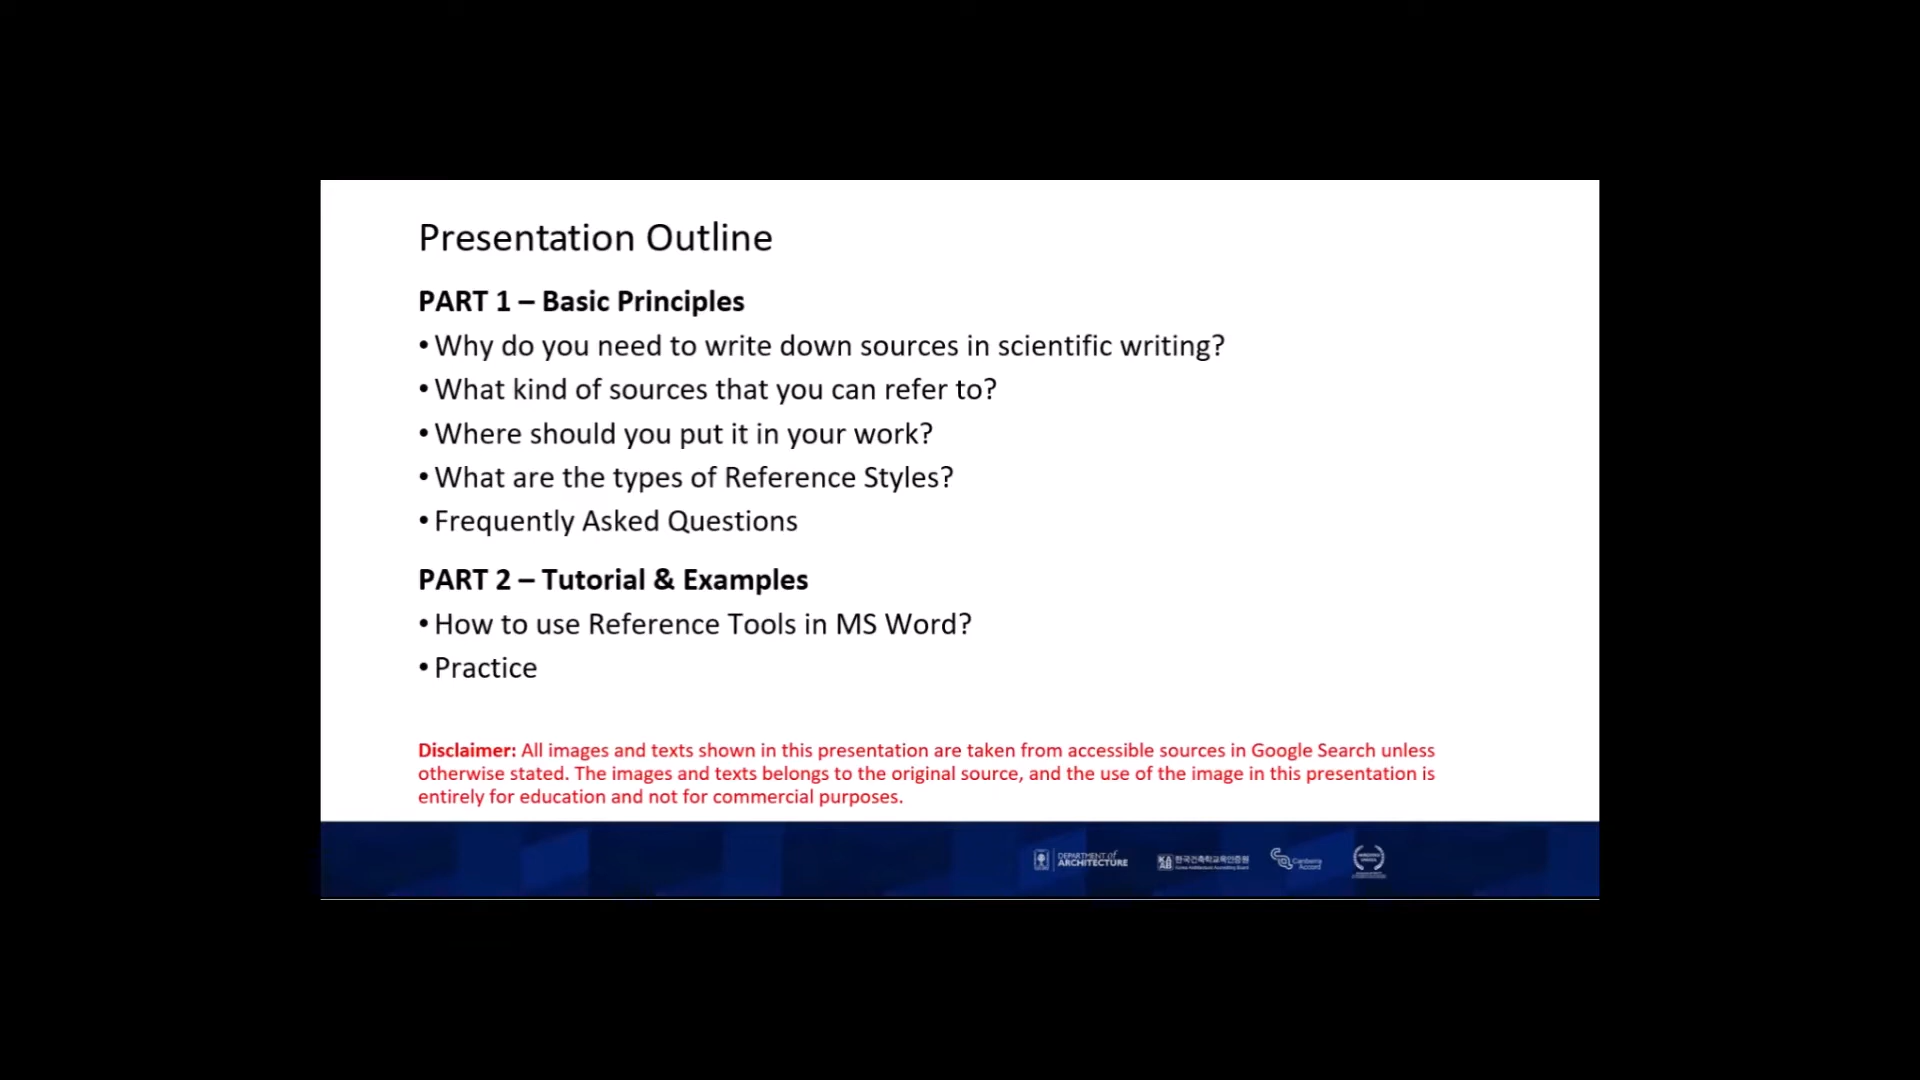 Presentation Outline
PART 1 – Basic Principles
• Why do you need to write down sources in scientific writing?
• What kind of sources that you can refer to?
• Where should you put it in your work?
• What are the types of Reference Styles?
• Frequently Asked Questions
PART 2 – Tutorial & Examples
• How to use Reference Tools in MS Word?
• Practice
Disclaimer: All images and texts shown in this presentation are taken from accessible sources in Google Search unless
otherwise stated. The images and texts belongs to the original source, and the use of the image in this presentation is
entirely for education and not for commercial purposes.
DEPARTMENT of
ARCHITECTURE
한국건축학교육인증원
Korea Architectural Accrediting Board
Canberra
Accord